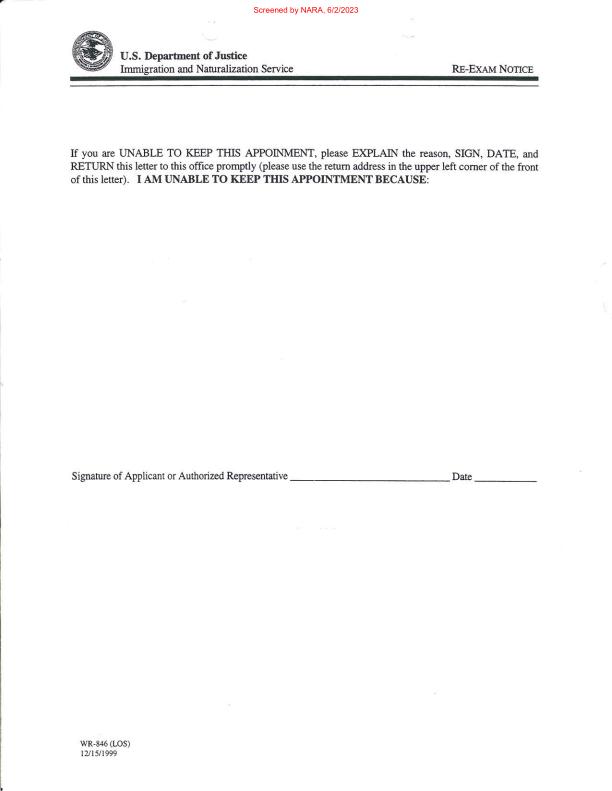 Screened by NARA, 6/2/2023
U.S. Department of Justice
Immigration and Naturalization Service RE-EXAM NOTICE
If you are UNABLE TO KEEP THIS APPOINMENT, please EXPLAIN the reason, SIGN, DATE, and
RETURN this letter to this office promptly (please use the return address in the upper left corner of the front
of this letter). I AM UNABLE TO KEEP THIS APPOINTMENT BECAUSE:
Signature of Applicant or Authorized Representative ______________________________ Date ____________
WR-846 (LOS)
12/15/1999